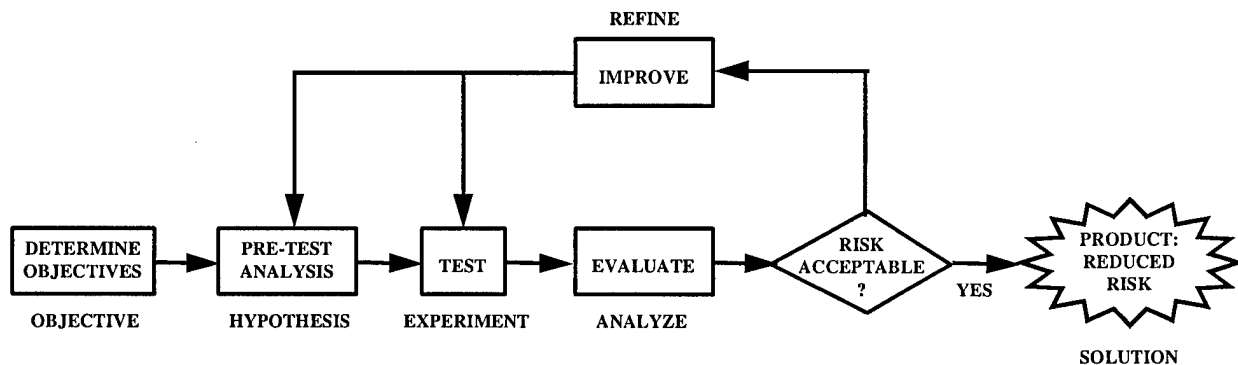 REFINE
IMPROVE
DETERMINE
OBJECTIVES
OBJECTIVE
PRE-TEST
ANALYSIS
HYPOTHESIS
TEST
EXPERIMENT
EVALUATE
ANALYZE
RISK
ACCEPTABLE
?
YES
PRODUCT:
REDUCED
RISK
SOLUTION